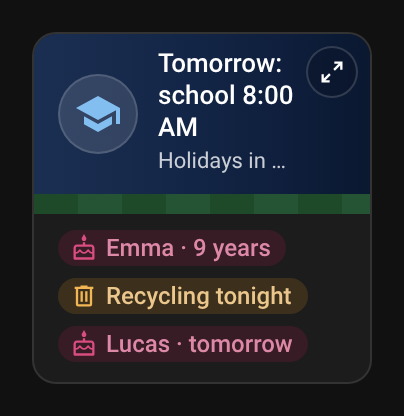 Tomorrow:
school 8:00
AM
Holidays in ...
Emma · 9 years
Recycling tonight
Lucas · tomorrow